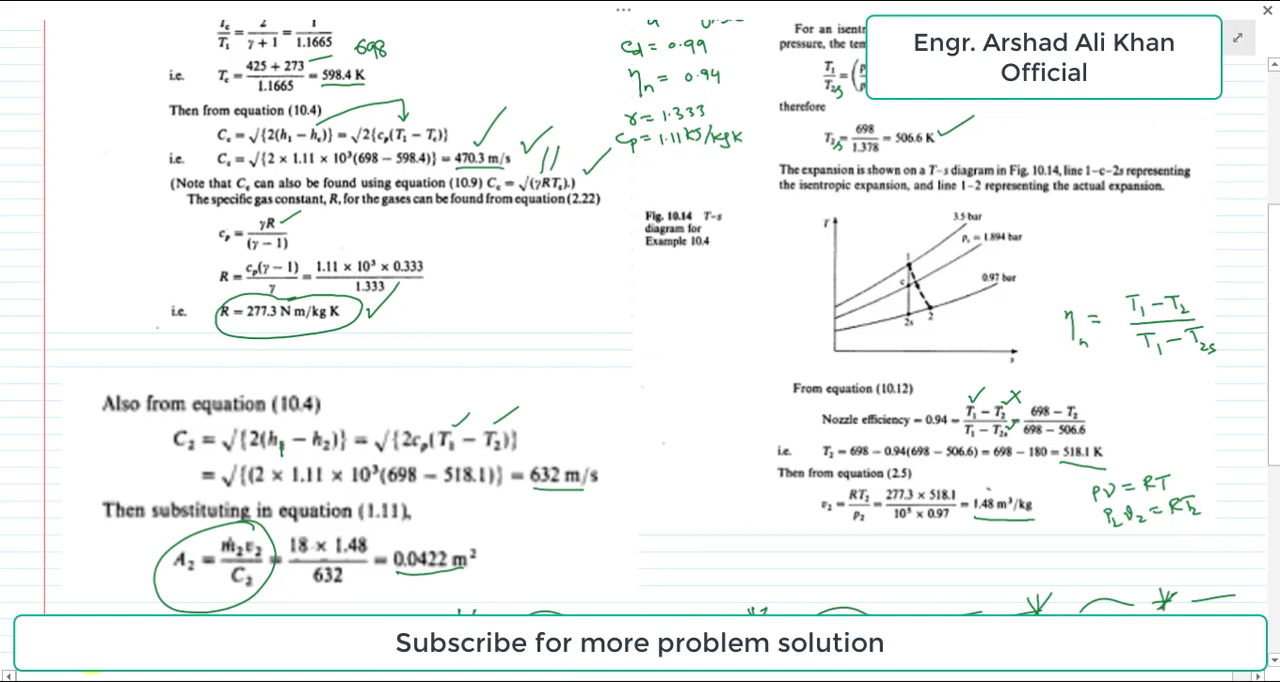 T_c/T_1 = 2/(γ + 1) = 1/1.1665
698
i.e. T_c = (425 + 273)/1.1665 = 598.4 K
Then from equation (10.4)
C_c = √{2(h_1 − h_c)} = √2{c_p(T_1 − T_c)}
i.e. C_c = √{2 × 1.11 × 10³(698 − 598.4)} = 470.3 m/s
(Note that C_c can also be found using equation (10.9) C_c = √(γRT_c).)
The specific gas constant, R, for the gases can be found from equation (2.22)
c_p = γR/(γ − 1)
R = c_p(γ − 1)/γ = 1.11 × 10³ × 0.333/1.333
i.e. R = 277.3 N m/kg K
Also from equation (10.4)
C_2 = √{2(h_1 − h_2)} = √{2c_p(T_1 − T_2)}
= √{(2 × 1.11 × 10³(698 − 518.1)} = 632 m/s
Then substituting in equation (1.11),
A_2 = ṁ_2v_2/C_2 = 18 × 1.48/632 = 0.0422 m²
Cd = 0.99
η_n = 0.94
γ = 1.333
Cp = 1.11 kJ/kg K
Fig. 10.14 T–s
diagram for
Example 10.4
For an isentr
pressure, the tem
T_1/T_2s = (p
therefore
T_2s = 698/1.378 = 506.6 K
The expansion is shown on a T–s diagram in Fig. 10.14, line 1–c–2s representing
the isentropic expansion, and line 1–2 representing the actual expansion.
T
3.5 bar
p_c = 1.894 bar
0.97 bar
1
c
2s
2
s
η_n = (T_1 − T_2)/(T_1 − T_2s)
From equation (10.12)
Nozzle efficiency = 0.94 = (T_1 − T_2)/(T_1 − T_2s) = (698 − T_2)/(698 − 506.6)
i.e. T_2 = 698 − 0.94(698 − 506.6) = 698 − 180 = 518.1 K
Then from equation (2.5)
v_2 = RT_2/p_2 = 277.3 × 518.1/10⁵ × 0.97 = 1.48 m³/kg
PV = RT
P_2 v_2 = RT_2
Engr. Arshad Ali Khan
Official
Subscribe for more problem solution